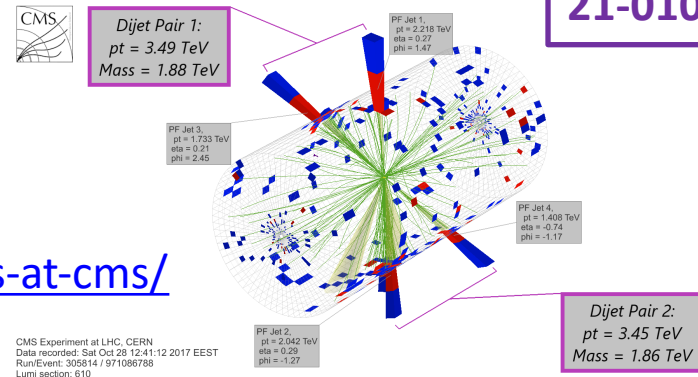 CMS
Dijet Pair 1:
pt = 3.49 TeV
Mass = 1.88 TeV
PF Jet 1,
pt = 2.218 TeV
eta = 0.27
phi = 1.47
21-010
PF Jet 3,
pt = 1.733 TeV
eta = 0.21
phi = 2.45
PF Jet 4,
pt = 1.408 TeV
eta = -0.74
phi = -1.17
s-at-cms/
PF Jet 2,
pt = 2.042 TeV
eta = 0.29
phi = -1.27
Dijet Pair 2:
pt = 3.45 TeV
Mass = 1.86 TeV
CMS Experiment at LHC, CERN
Data recorded: Sat Oct 28 12:41:12 2017 EEST
Run/Event: 305814 / 971086788
Lumi section: 610